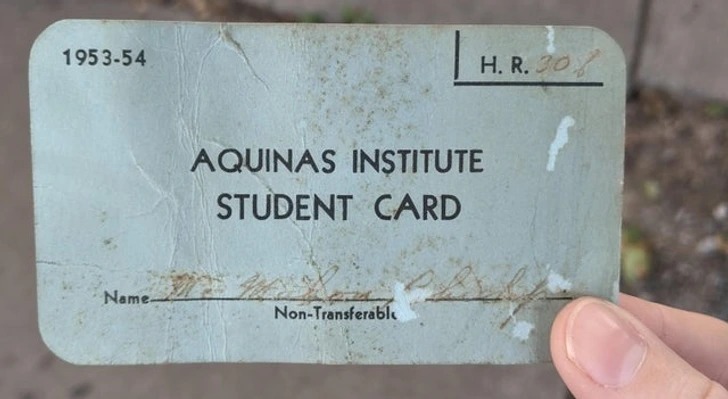 1953-54
H. R. 308
AQUINAS INSTITUTE
STUDENT CARD
Name
Non-Transferable